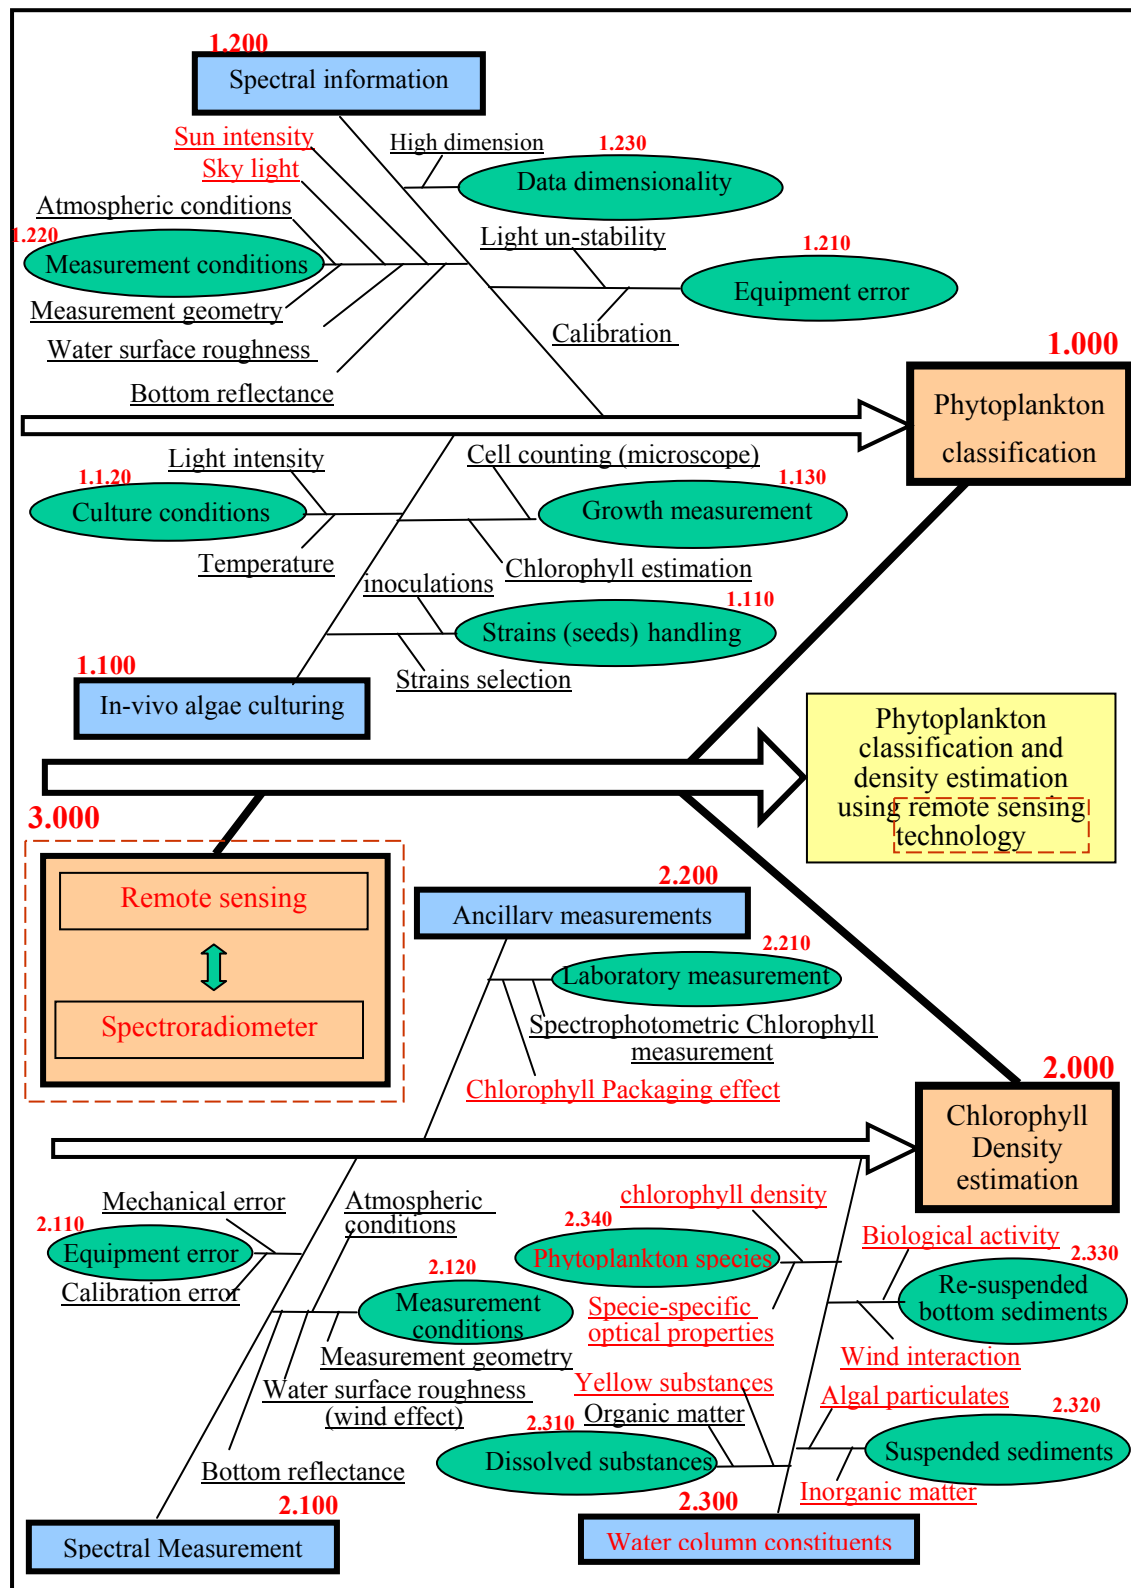 1.200
Spectral information
Sun intensity
High dimension
1.230
Sky light
Data dimensionality
Atmospheric conditions
1.220
Light un-stability
1.210
Measurement conditions
Equipment error
Measurement geometry
Calibration
Water surface roughness
1.000
Bottom reflectance
Phytoplankton
classification
Light intensity
Cell counting (microscope)
1.1.20
1.130
Culture conditions
Growth measurement
Temperature
Chlorophyll estimation
inoculations
1.110
Strains (seeds) handling
1.100
Strains selection
In-vivo algae culturing
Phytoplankton
classification and
density estimation
using remote sensing
technology
3.000
Remote sensing
Spectroradiometer
2.200
Ancillary measurements
2.210
Laboratory measurement
Spectrophotometric Chlorophyll
measurement
Chlorophyll Packaging effect
2.000
Chlorophyll
Density
estimation
Mechanical error
Atmospheric
conditions
chlorophyll density
2.110
2.340
Biological activity
Equipment error
Phytoplankton species
2.330
Calibration error
2.120
Re-suspended
bottom sediments
Measurement
conditions
Specie-specific
optical properties
Measurement geometry
Wind interaction
Water surface roughness
(wind effect)
Yellow substances
Algal particulates
Organic matter
2.310
2.320
Bottom reflectance
Dissolved substances
Suspended sediments
Inorganic matter
2.100
2.300
Spectral Measurement
Water column constituents